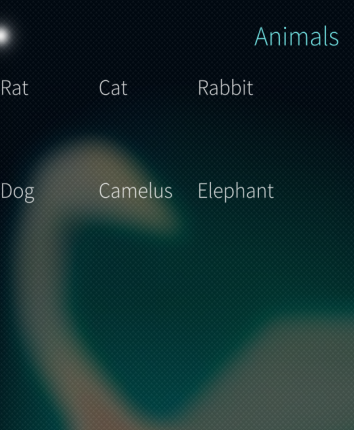 Animals
Rat Cat Rabbit
Dog Camelus Elephant